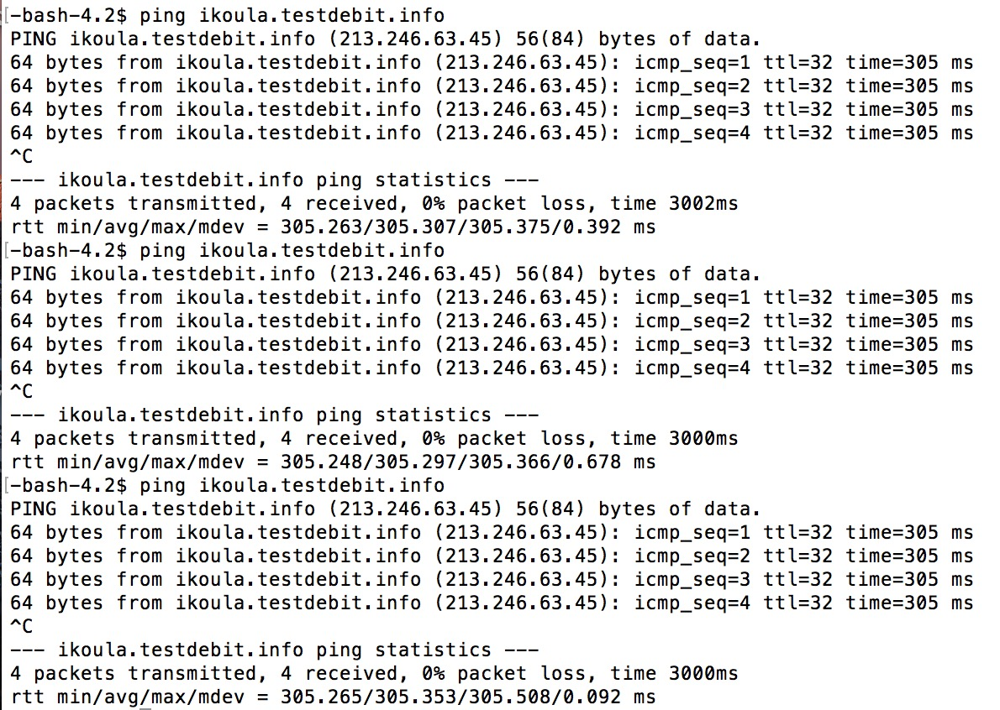 [-bash-4.2$ ping ikoula.testdebit.info
PING ikoula.testdebit.info (213.246.63.45) 56(84) bytes of data.
64 bytes from ikoula.testdebit.info (213.246.63.45): icmp_seq=1 ttl=32 time=305 ms
64 bytes from ikoula.testdebit.info (213.246.63.45): icmp_seq=2 ttl=32 time=305 ms
64 bytes from ikoula.testdebit.info (213.246.63.45): icmp_seq=3 ttl=32 time=305 ms
64 bytes from ikoula.testdebit.info (213.246.63.45): icmp_seq=4 ttl=32 time=305 ms
^C
--- ikoula.testdebit.info ping statistics ---
4 packets transmitted, 4 received, 0% packet loss, time 3002ms
rtt min/avg/max/mdev = 305.263/305.307/305.375/0.392 ms
[-bash-4.2$ ping ikoula.testdebit.info
PING ikoula.testdebit.info (213.246.63.45) 56(84) bytes of data.
64 bytes from ikoula.testdebit.info (213.246.63.45): icmp_seq=1 ttl=32 time=305 ms
64 bytes from ikoula.testdebit.info (213.246.63.45): icmp_seq=2 ttl=32 time=305 ms
64 bytes from ikoula.testdebit.info (213.246.63.45): icmp_seq=3 ttl=32 time=305 ms
64 bytes from ikoula.testdebit.info (213.246.63.45): icmp_seq=4 ttl=32 time=305 ms
^C
--- ikoula.testdebit.info ping statistics ---
4 packets transmitted, 4 received, 0% packet loss, time 3000ms
rtt min/avg/max/mdev = 305.248/305.297/305.366/0.678 ms
[-bash-4.2$ ping ikoula.testdebit.info
PING ikoula.testdebit.info (213.246.63.45) 56(84) bytes of data.
64 bytes from ikoula.testdebit.info (213.246.63.45): icmp_seq=1 ttl=32 time=305 ms
64 bytes from ikoula.testdebit.info (213.246.63.45): icmp_seq=2 ttl=32 time=305 ms
64 bytes from ikoula.testdebit.info (213.246.63.45): icmp_seq=3 ttl=32 time=305 ms
64 bytes from ikoula.testdebit.info (213.246.63.45): icmp_seq=4 ttl=32 time=305 ms
^C
--- ikoula.testdebit.info ping statistics ---
4 packets transmitted, 4 received, 0% packet loss, time 3000ms
rtt min/avg/max/mdev = 305.265/305.353/305.508/0.092 ms